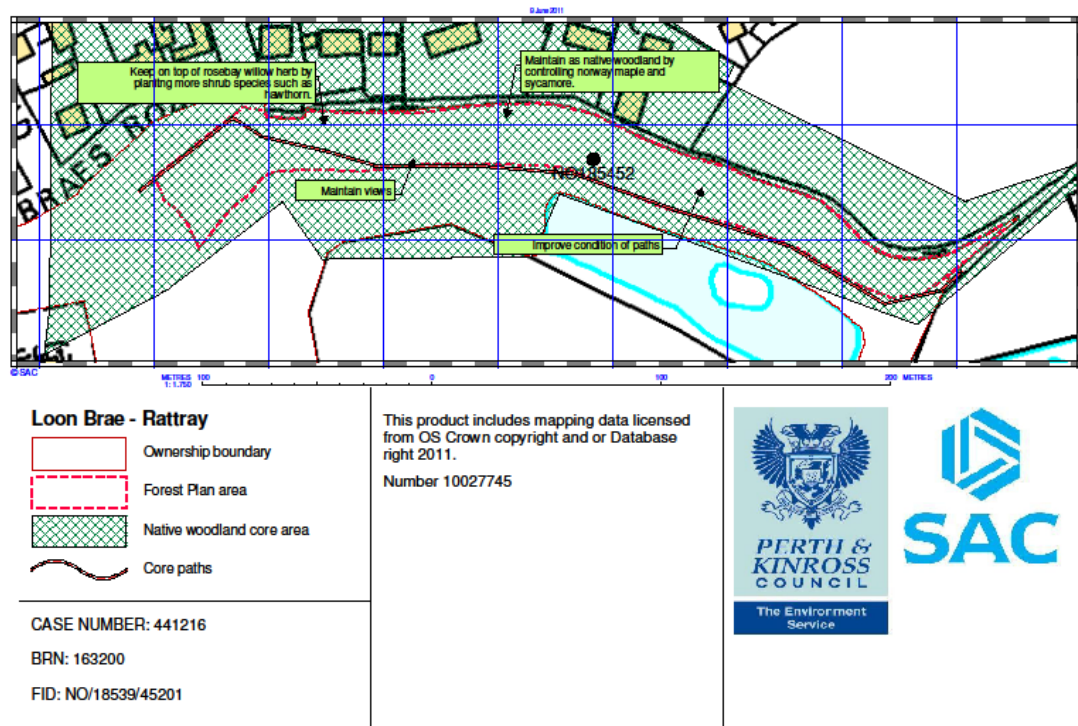 9 June 2011
Keep on top of rosebay willow herb by
planitng more shrub species such as
hawthorn.
Maintain as native woodland by
controlling norway maple and
sycamore.
BRAES RO
NO185452
Maintain views
Improve condition of paths
©SAC
METRES 100 0 100 200 METRES
1: 1,750
Loon Brae - Rattray
Ownership boundary
Forest Plan area
Native woodland core area
Core paths
CASE NUMBER: 441216
BRN: 163200
FID: NO/18539/45201
This product includes mapping data licensed
from OS Crown copyright and or Database
right 2011.
Number 10027745
PERTH &
KINROSS
COUNCIL
The Environment
Service
SAC